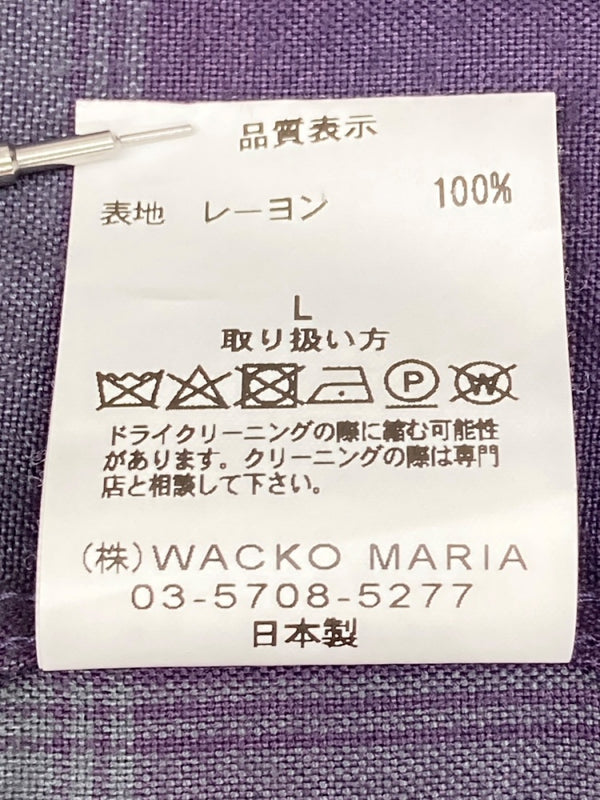 品質表示
表地 レーヨン 100%
L
取り扱い方
P W
ドライクリーニングの際に縮む可能性
があります。クリーニングの際は専門
店と相談して下さい。
(株)WACKO MARIA
03-5708-5277
日本製